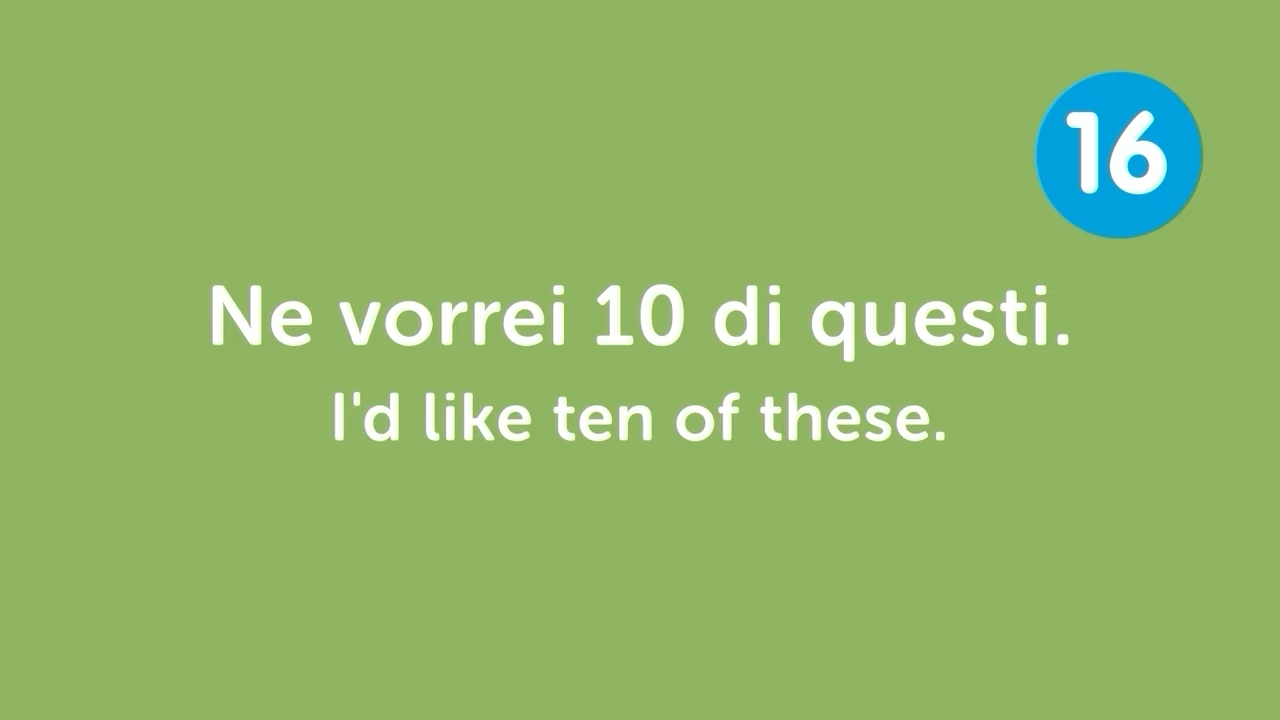 16
Ne vorrei 10 di questi.
I'd like ten of these.